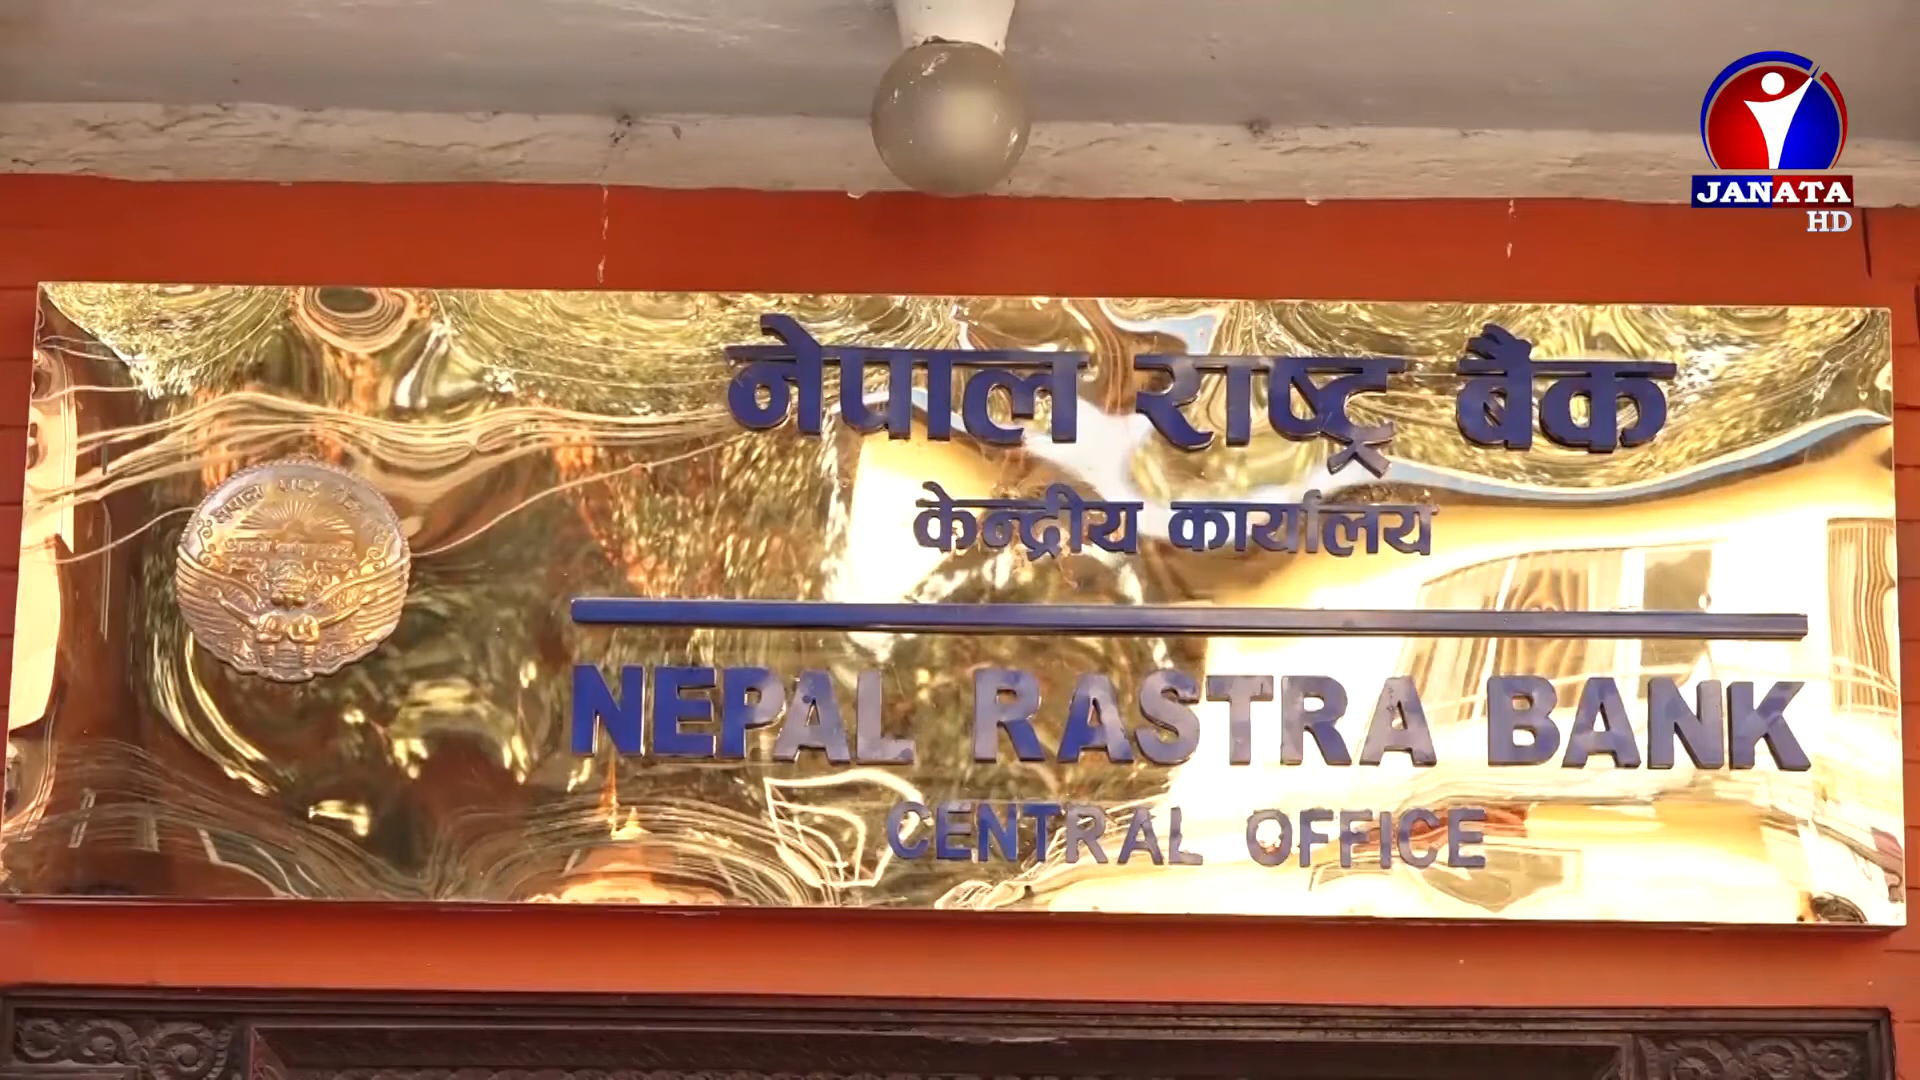 JANATA
HD
नेपाल राष्ट्र बैंक
केन्द्रीय कार्यालय
NEPAL RASTRA BANK
CENTRAL OFFICE